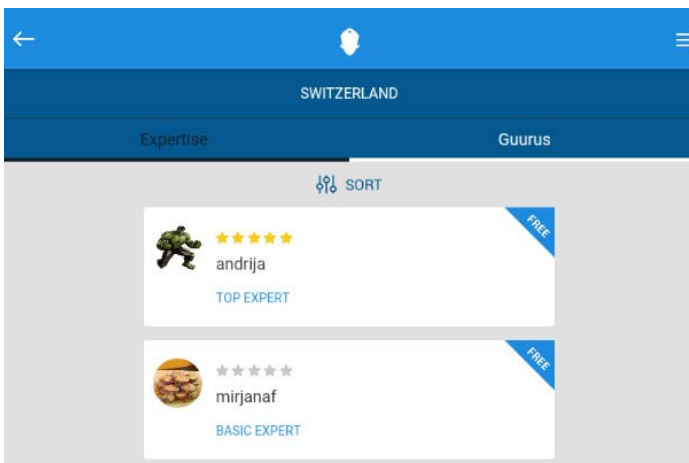 SWITZERLAND
Expertise
Guurus
SORT
FREE
andrija
TOP EXPERT
FREE
mirjanaf
BASIC EXPERT